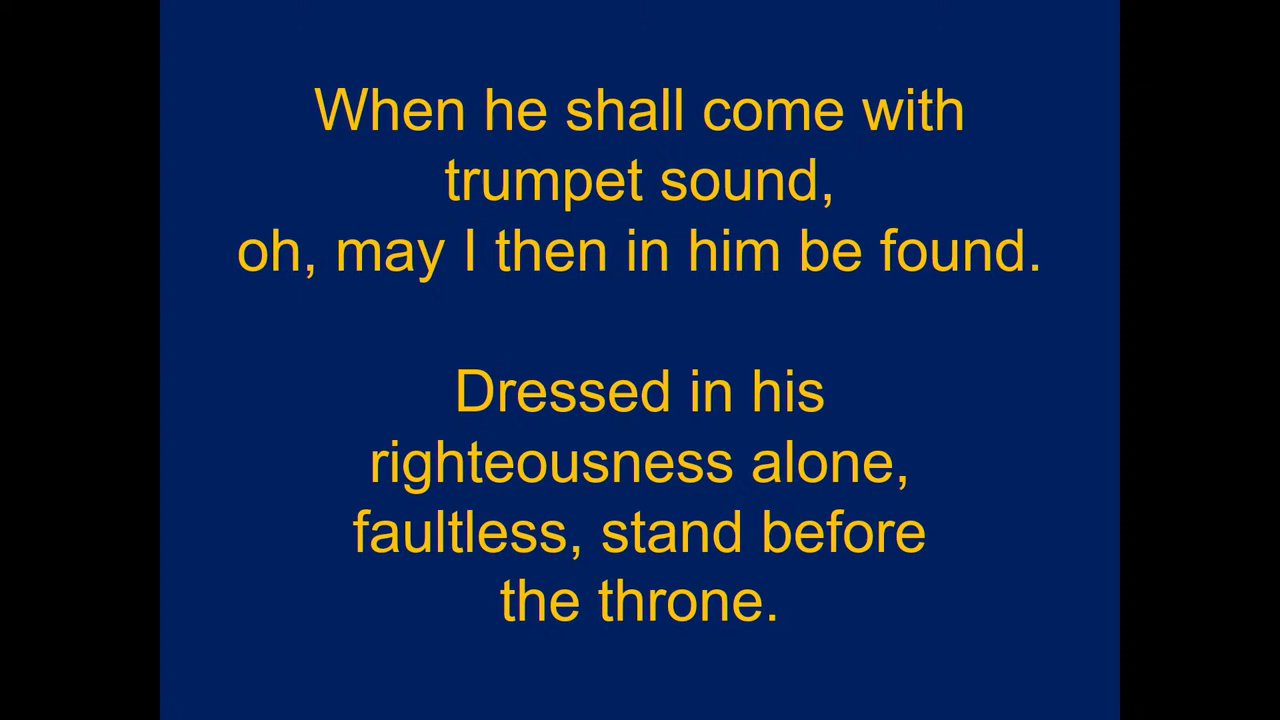 When he shall come with
trumpet sound,
oh, may I then in him be found.
Dressed in his
righteousness alone,
faultless, stand before
the throne.